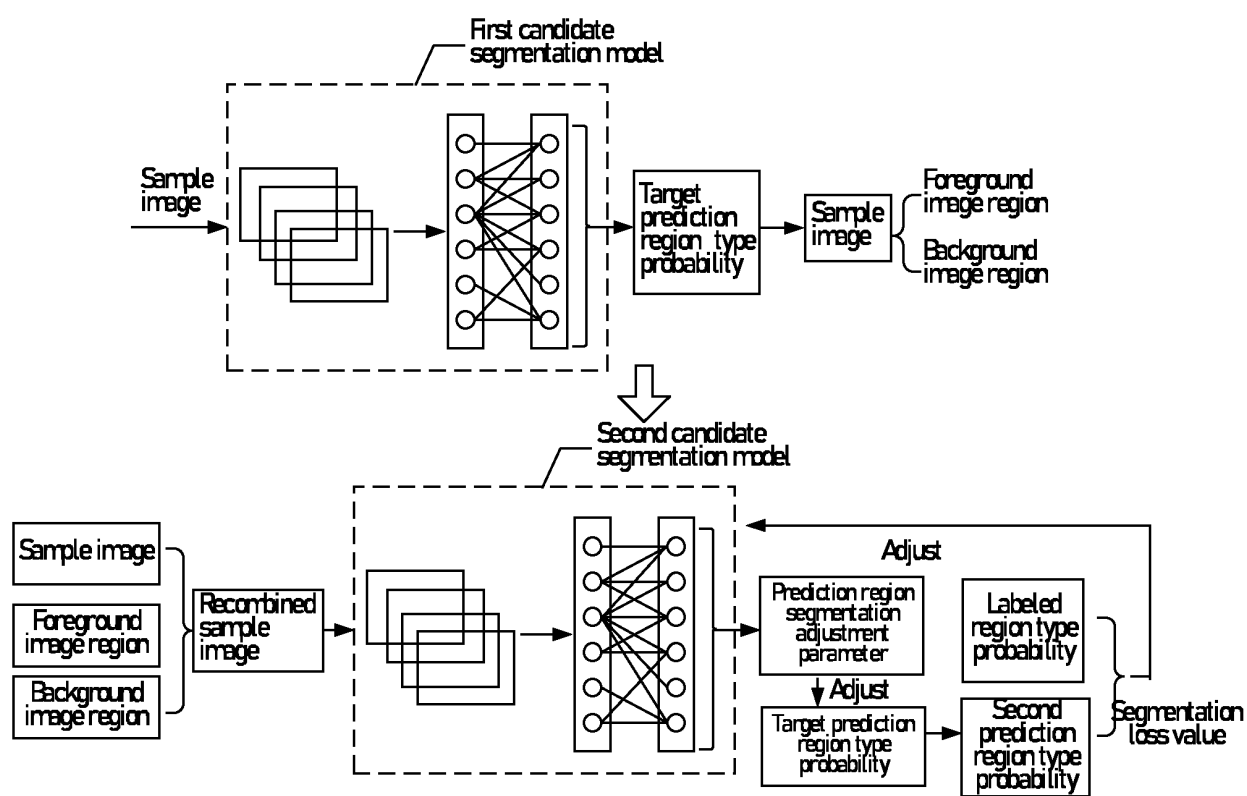 First candidate
segmentation model
Sample
image
Target
prediction
region type
probability
Sample
image
Foreground
image region
Background
image region
Second candidate
segmentation model
Sample image
Foreground
image region
Background
image region
Recombined
sample
image
Adjust
Prediction region
segmentation
adjustment
parameter
Labeled
region type
probability
Adjust
Target prediction
region type
probability
Second
prediction
region type
probability
Segmentation
loss value